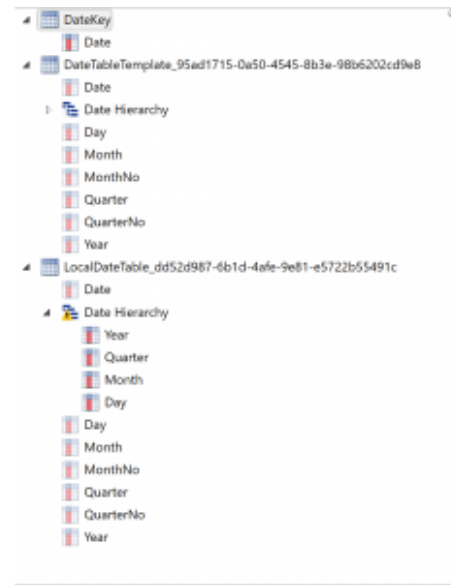 DateKey
Date
DateTableTemplate_95ad1715-0a50-4545-8b3e-98b6202cd9e8
Date
Date Hierarchy
Day
Month
MonthNo
Quarter
QuarterNo
Year
LocalDateTable_dd52d987-6b1d-4afe-9e81-e5722b55491c
Date
Date Hierarchy
Year
Quarter
Month
Day
Day
Month
MonthNo
Quarter
QuarterNo
Year